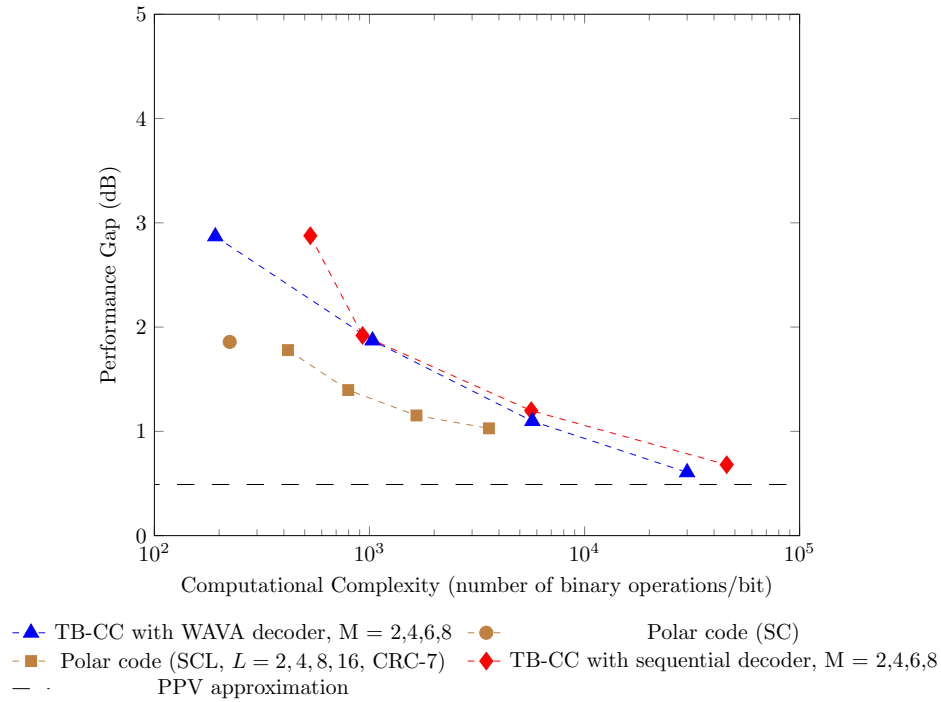 5
4
3
2
1
0
Performance Gap (dB)
10^2 10^3 10^4 10^5
Computational Complexity (number of binary operations/bit)
TB-CC with WAVA decoder, M = 2,4,6,8 Polar code (SC)
Polar code (SCL, L = 2, 4, 8, 16, CRC-7) TB-CC with sequential decoder, M = 2,4,6,8
PPV approximation